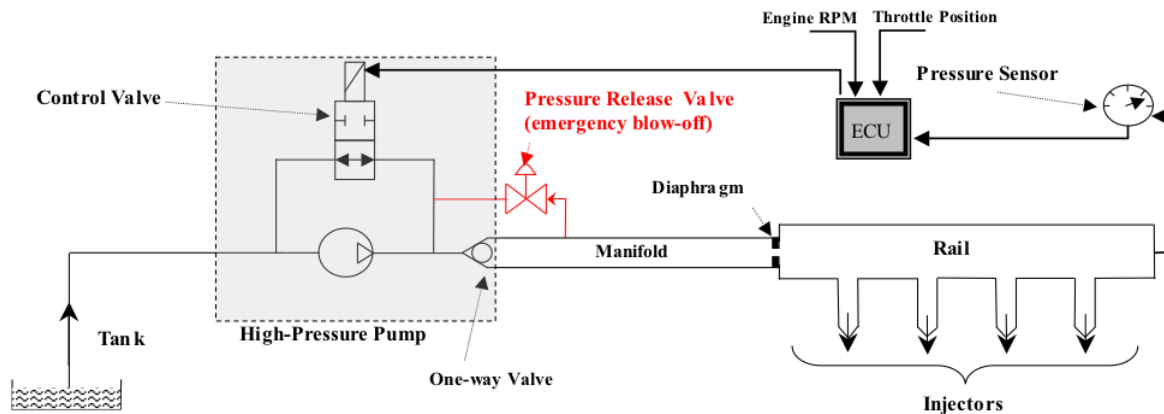 Engine RPM
Throttle Position
Pressure Sensor
Control Valve
Pressure Release Valve
(emergency blow-off)
ECU
Diaphragm
Manifold
Rail
Tank
High-Pressure Pump
One-way Valve
Injectors